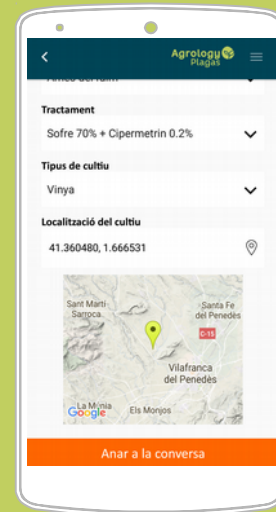 Agrology
Plagas
Tractament
Sofre 70% + Cipermetrin 0.2%
Tipus de cultiu
Vinya
Localització del cultiu
41.360480, 1.666531
Sant Martí
Sarroca
Santa Fe
del Penedès
C-15
Vilafranca
del Penedès
La Múnia
Google
Els Monjos
Anar a la conversa